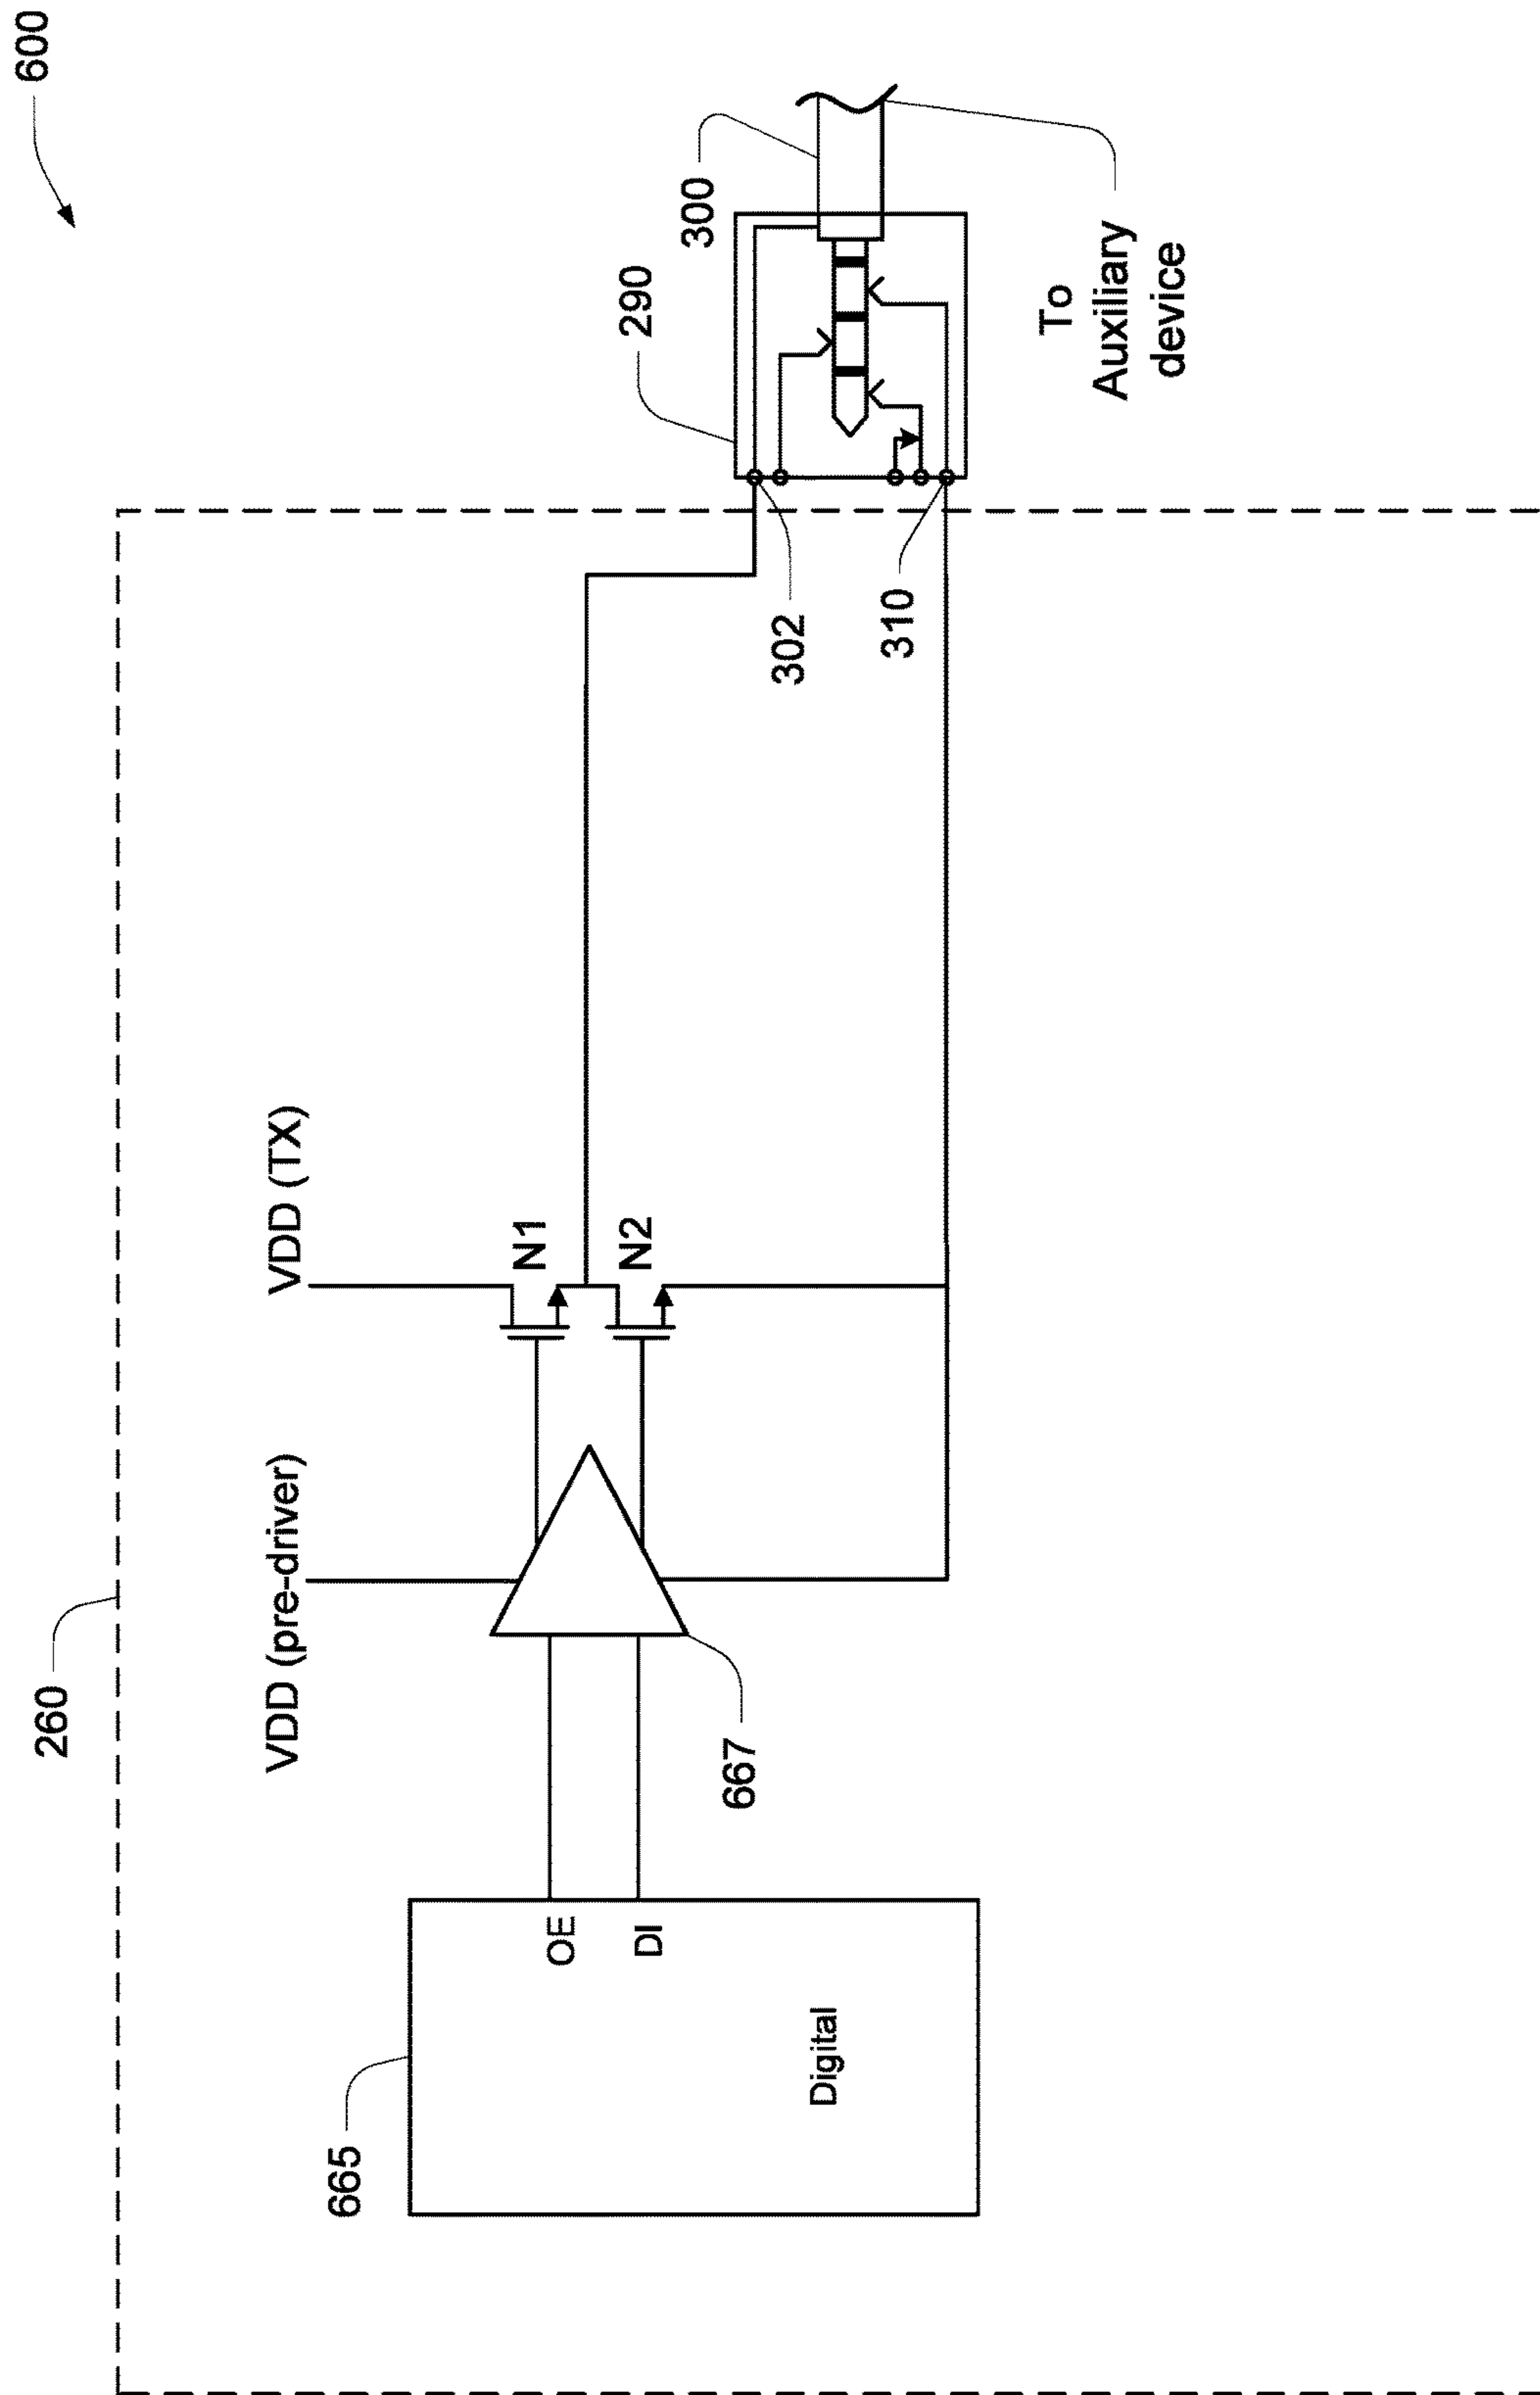 600
260
VDD (pre-driver)
VDD (TX)
N1
N2
665
OE
DI
Digital
667
302
310
290
300
To
Auxiliary
device